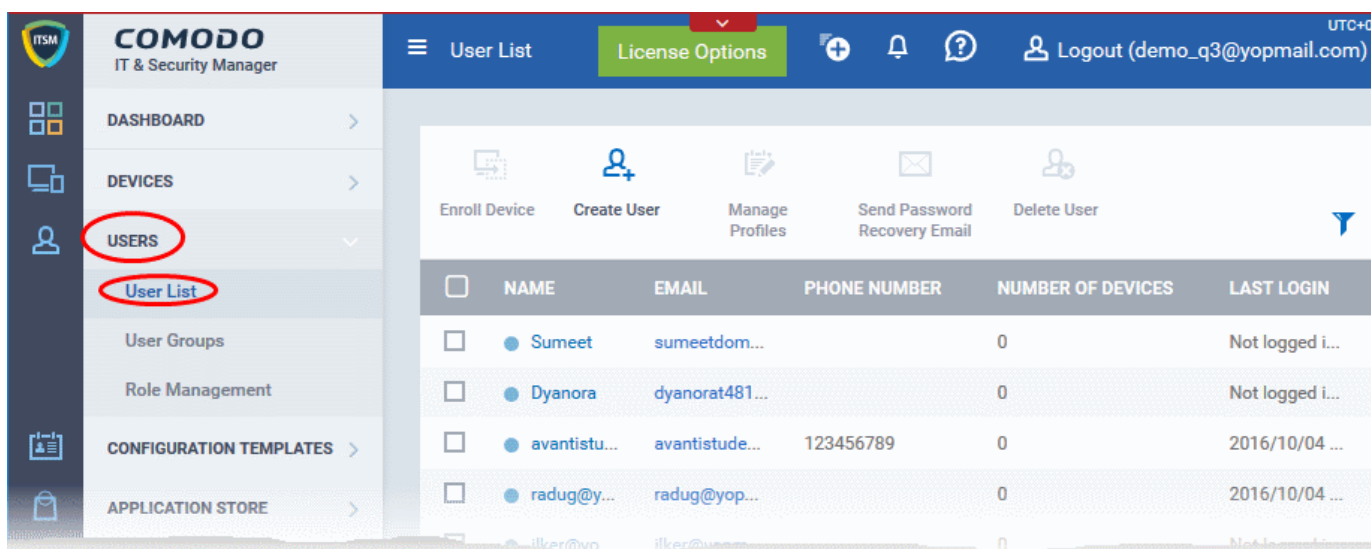 ITSM
COMODO
IT & Security Manager
User List
License Options
UTC+0
Logout (demo_q3@yopmail.com)
DASHBOARD
DEVICES
USERS
User List
User Groups
Role Management
CONFIGURATION TEMPLATES
APPLICATION STORE
Enroll Device
Create User
Manage
Profiles
Send Password
Recovery Email
Delete User
NAME EMAIL PHONE NUMBER NUMBER OF DEVICES LAST LOGIN
Sumeet sumeetdom... 0 Not logged i...
Dyanora dyanorat481... 0 Not logged i...
avantistu... avantistude... 123456789 0 2016/10/04 ...
radug@y... radug@yop... 0 2016/10/04 ...